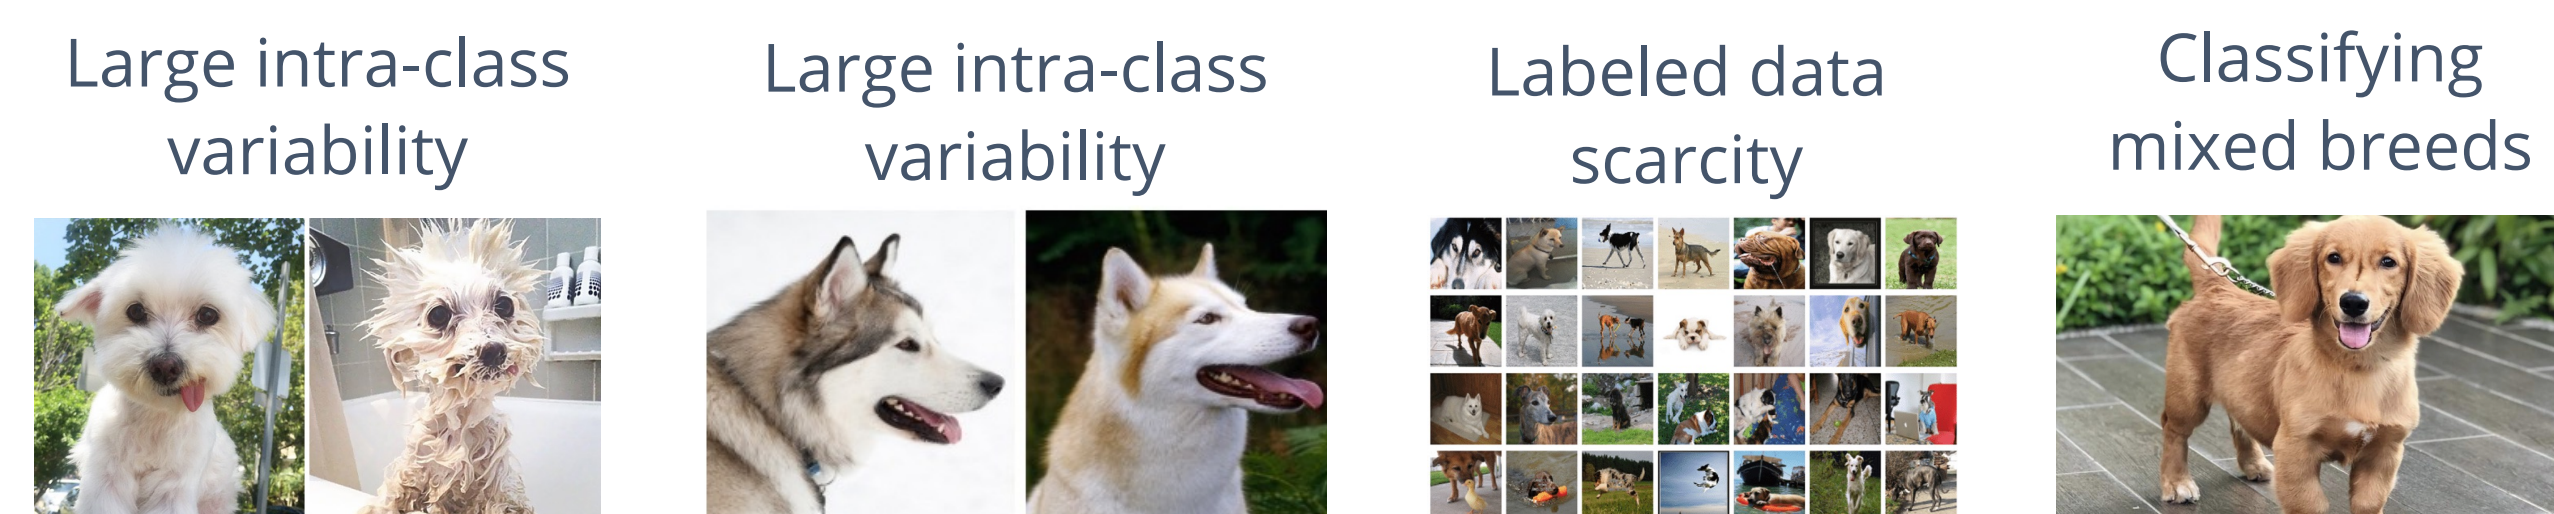 Large intra-class
variability
Large intra-class
variability
Labeled data
scarcity
Classifying
mixed breeds